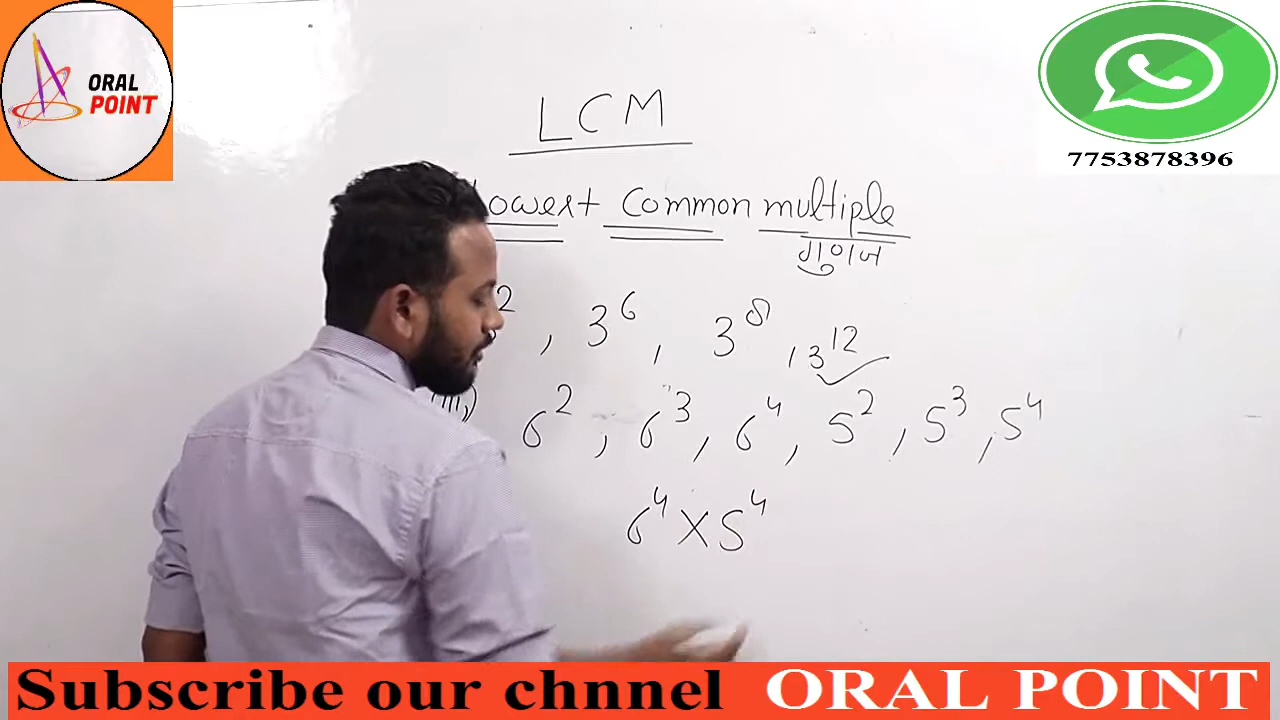 ORAL
POINT
7753878396
LCM
Lowest Common multiple
गुणज
², 3⁶, 3⁸, 3¹²
(iii) 6², 6³, 6⁴, 5², 5³, 5⁴
6⁴ X 5⁴
Subscribe our chnnel ORAL POINT